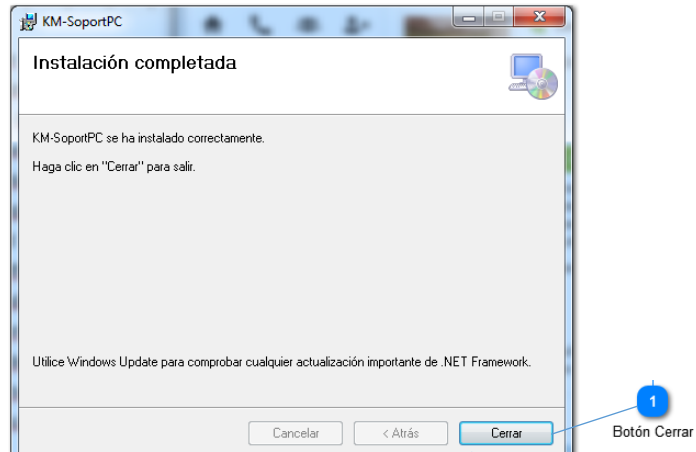 KM-SoportPC
Instalación completada
KM-SoportPC se ha instalado correctamente.
Haga clic en "Cerrar" para salir.
Utilice Windows Update para comprobar cualquier actualización importante de .NET Framework.
Cancelar
< Atrás
Cerrar
1
Botón Cerrar